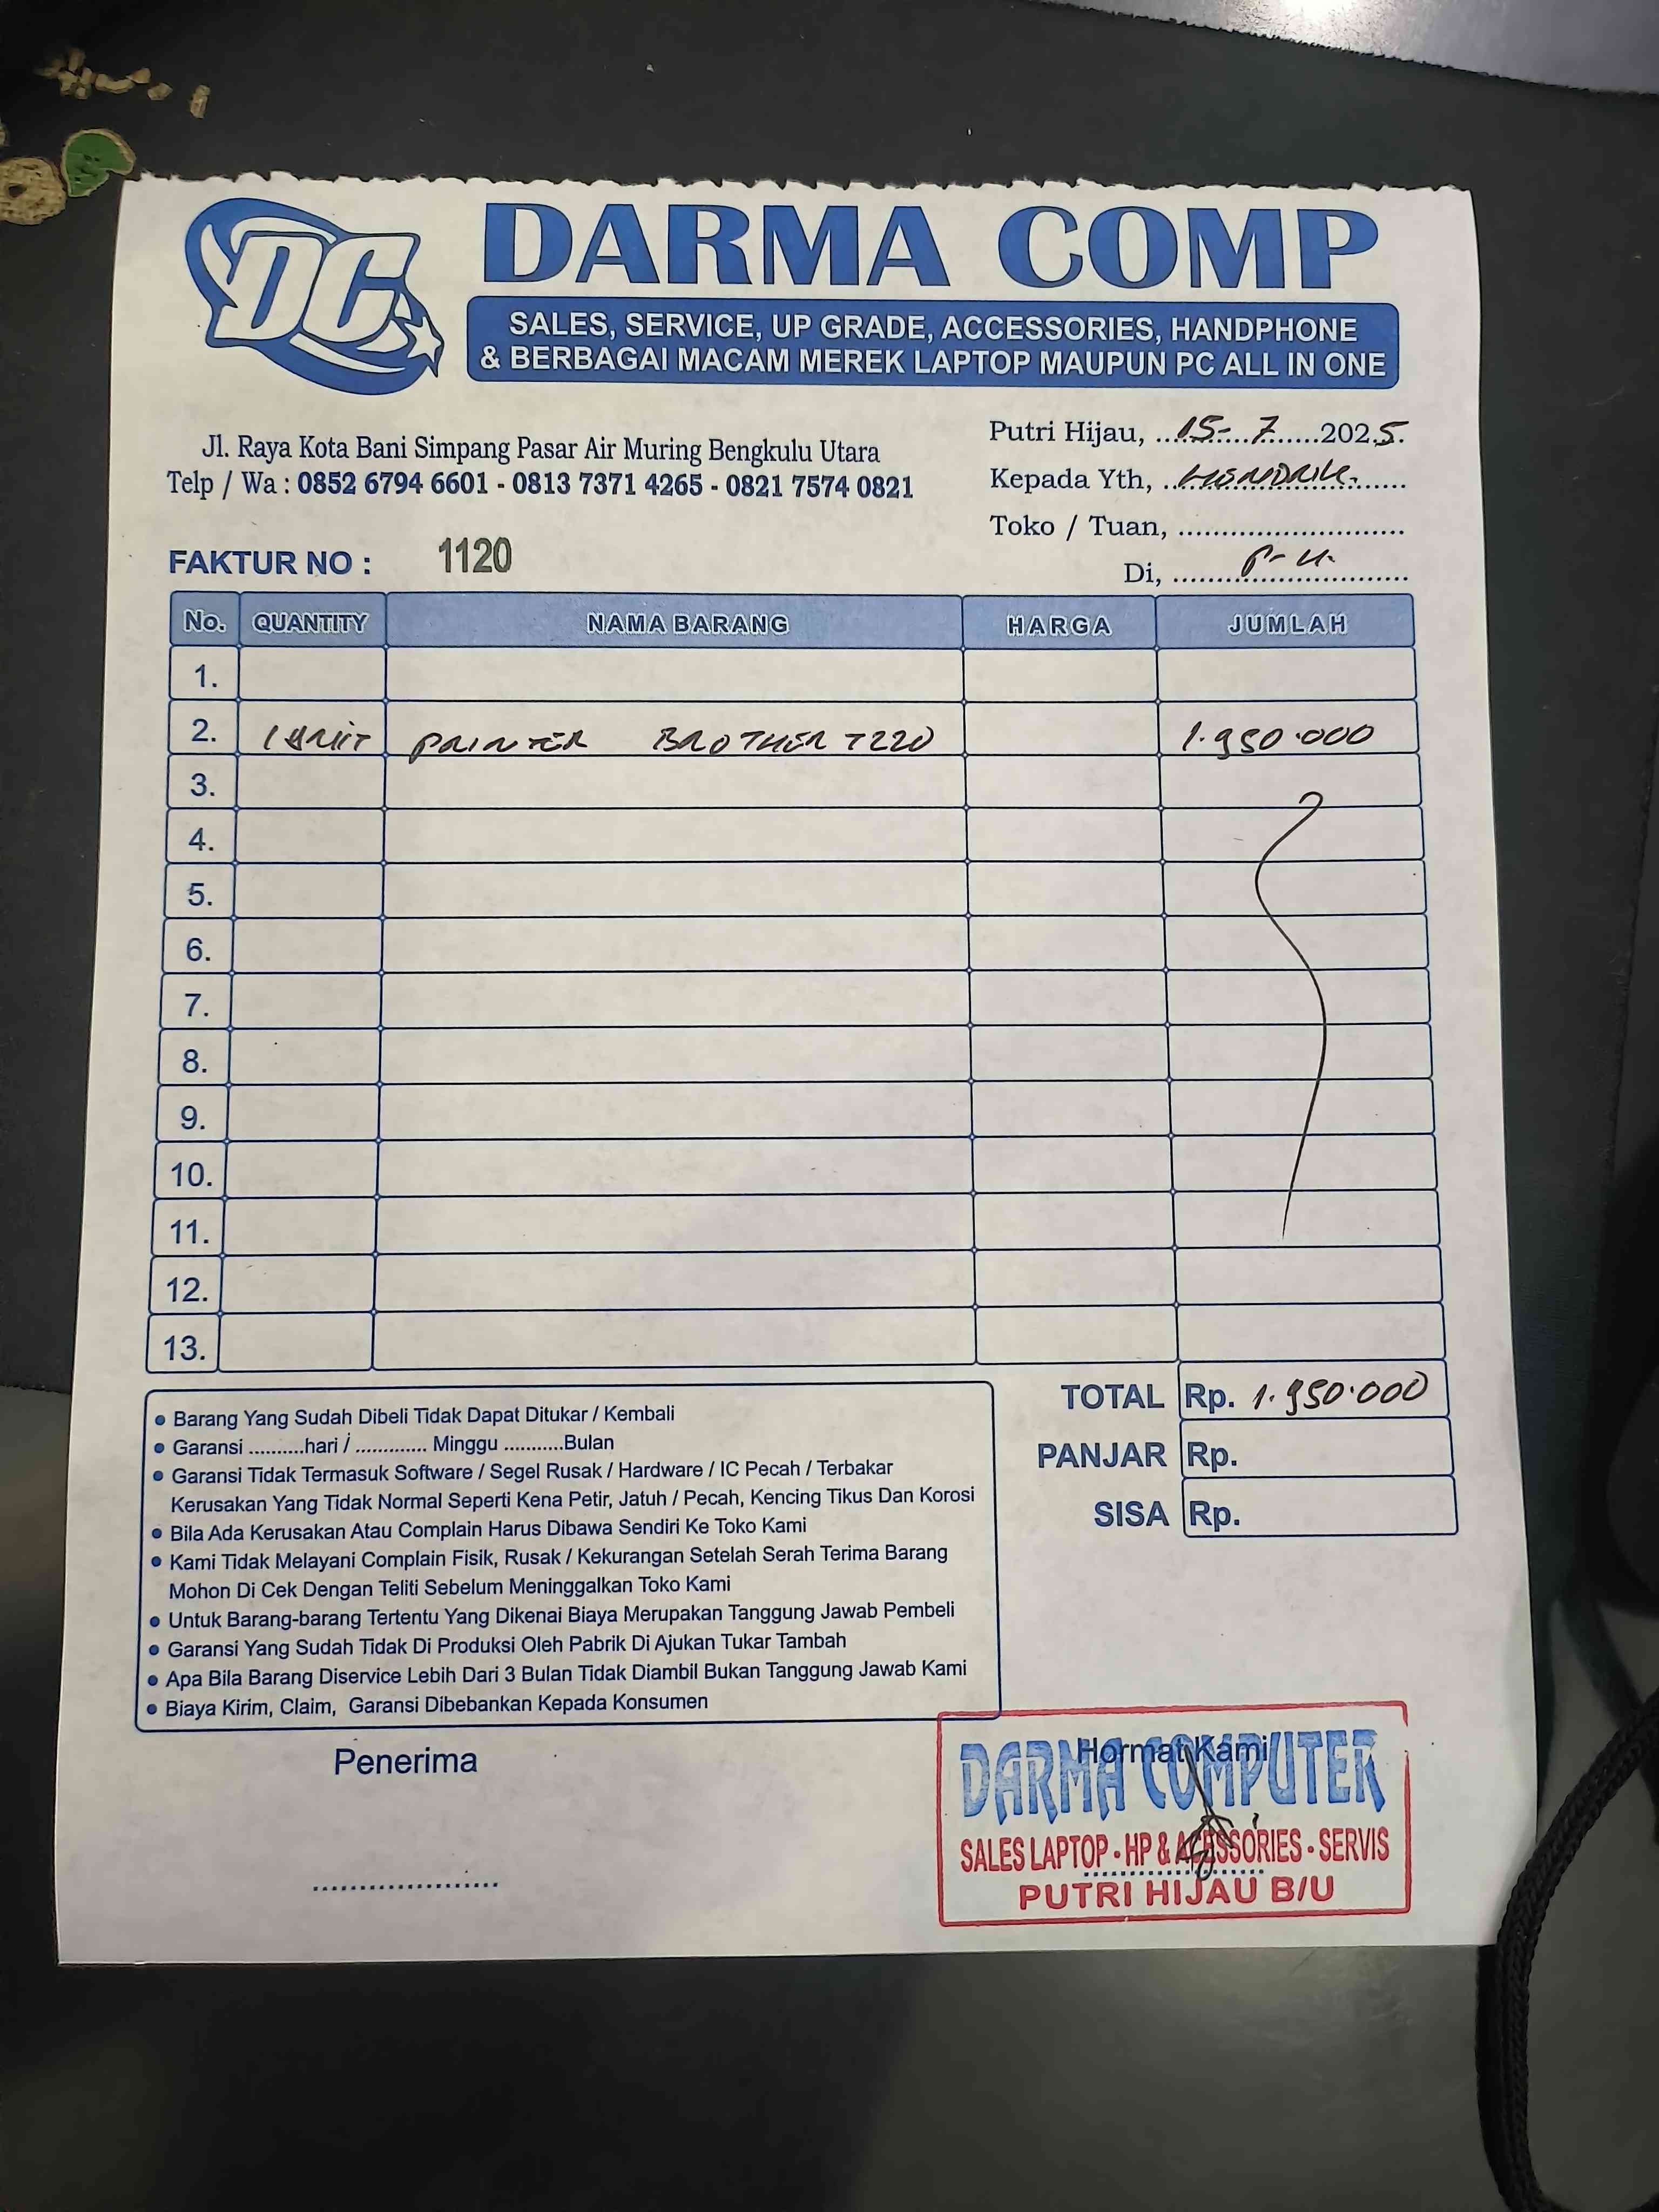 DC
DARMA COMP
SALES, SERVICE, UP GRADE, ACCESSORIES, HANDPHONE
& BERBAGAI MACAM MEREK LAPTOP MAUPUN PC ALL IN ONE
Jl. Raya Kota Bani Simpang Pasar Air Muring Bengkulu Utara
Telp / Wa : 0852 6794 6601 - 0813 7371 4265 - 0821 7574 0821
Putri Hijau, 15-7 2025.
Kepada Yth,
Toko / Tuan, ..........................
Di, P-H.
FAKTUR NO : 1120
No. QUANTITY NAMA BARANG HARGA JUMLAH
1.
2. 1 UNIT PRINTER BROTHER T220 1.950.000
3.
4.
5.
6.
7.
8.
9.
10.
11.
12.
13.
TOTAL Rp. 1.950.000
PANJAR Rp.
SISA Rp.
• Barang Yang Sudah Dibeli Tidak Dapat Ditukar / Kembali
• Garansi ..........hari / ............. Minggu ...........Bulan
• Garansi Tidak Termasuk Software / Segel Rusak / Hardware / IC Pecah / Terbakar
Kerusakan Yang Tidak Normal Seperti Kena Petir, Jatuh / Pecah, Kencing Tikus Dan Korosi
• Bila Ada Kerusakan Atau Complain Harus Dibawa Sendiri Ke Toko Kami
• Kami Tidak Melayani Complain Fisik, Rusak / Kekurangan Setelah Serah Terima Barang
Mohon Di Cek Dengan Teliti Sebelum Meninggalkan Toko Kami
• Untuk Barang-barang Tertentu Yang Dikenai Biaya Merupakan Tanggung Jawab Pembeli
• Garansi Yang Sudah Tidak Di Produksi Oleh Pabrik Di Ajukan Tukar Tambah
• Apa Bila Barang Diservice Lebih Dari 3 Bulan Tidak Diambil Bukan Tanggung Jawab Kami
• Biaya Kirim, Claim, Garansi Dibebankan Kepada Konsumen
Penerima
.....................
Hormat Kami
DARMA COMPUTER
SALES LAPTOP - HP & ACESSORIES - SERVIS
PUTRI HIJAU B/U